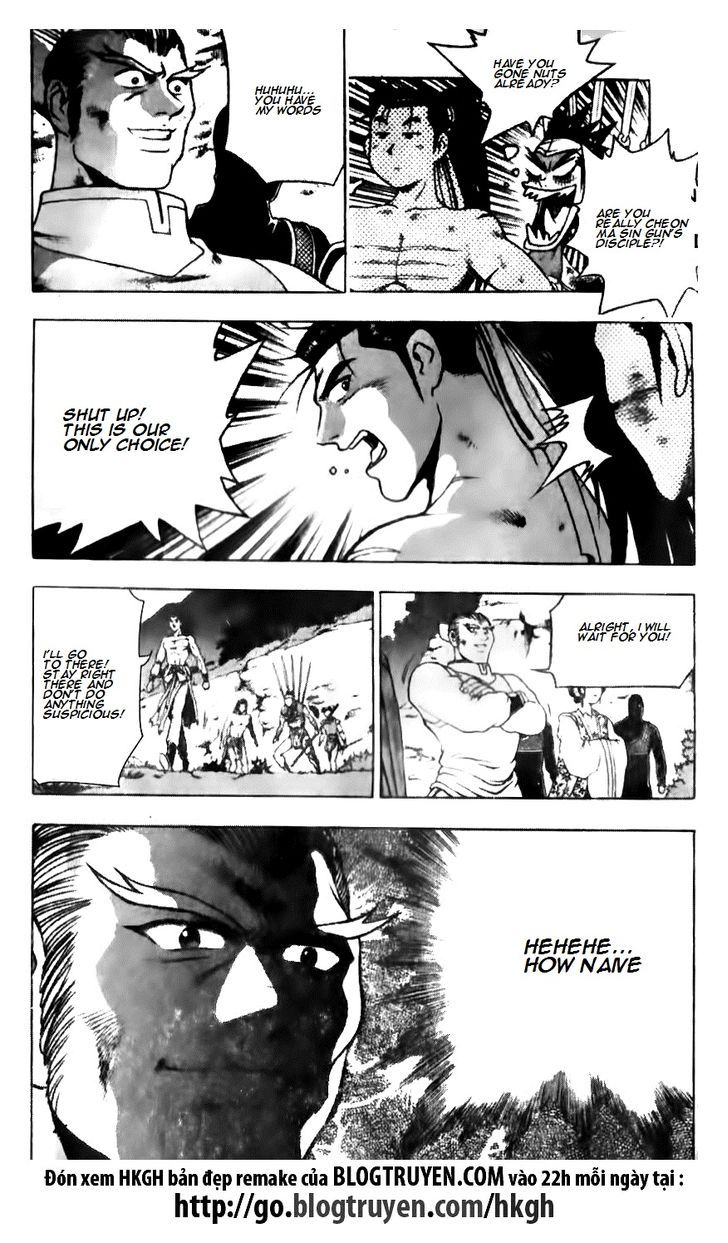 HUHUHU...
YOU HAVE
MY WORDS
HAVE YOU
GONE NUTS
ALREADY?
ARE YOU
REALLY CHEON
MA SIN GUN'S
DISCIPLE?!
SHUT UP!
THIS IS OUR
ONLY CHOICE!
I'LL GO
TO THERE!
STAY RIGHT
THERE AND
DON'T DO
ANYTHING
SUSPICIOUS!
ALRIGHT, I WILL
WAIT FOR YOU!
HEHEHE...
HOW NAIVE
Đón xem HKGH bản đẹp remake của BLOGTRUYEN.COM vào 22h mỗi ngày tại :
http://go.blogtruyen.com/hkgh